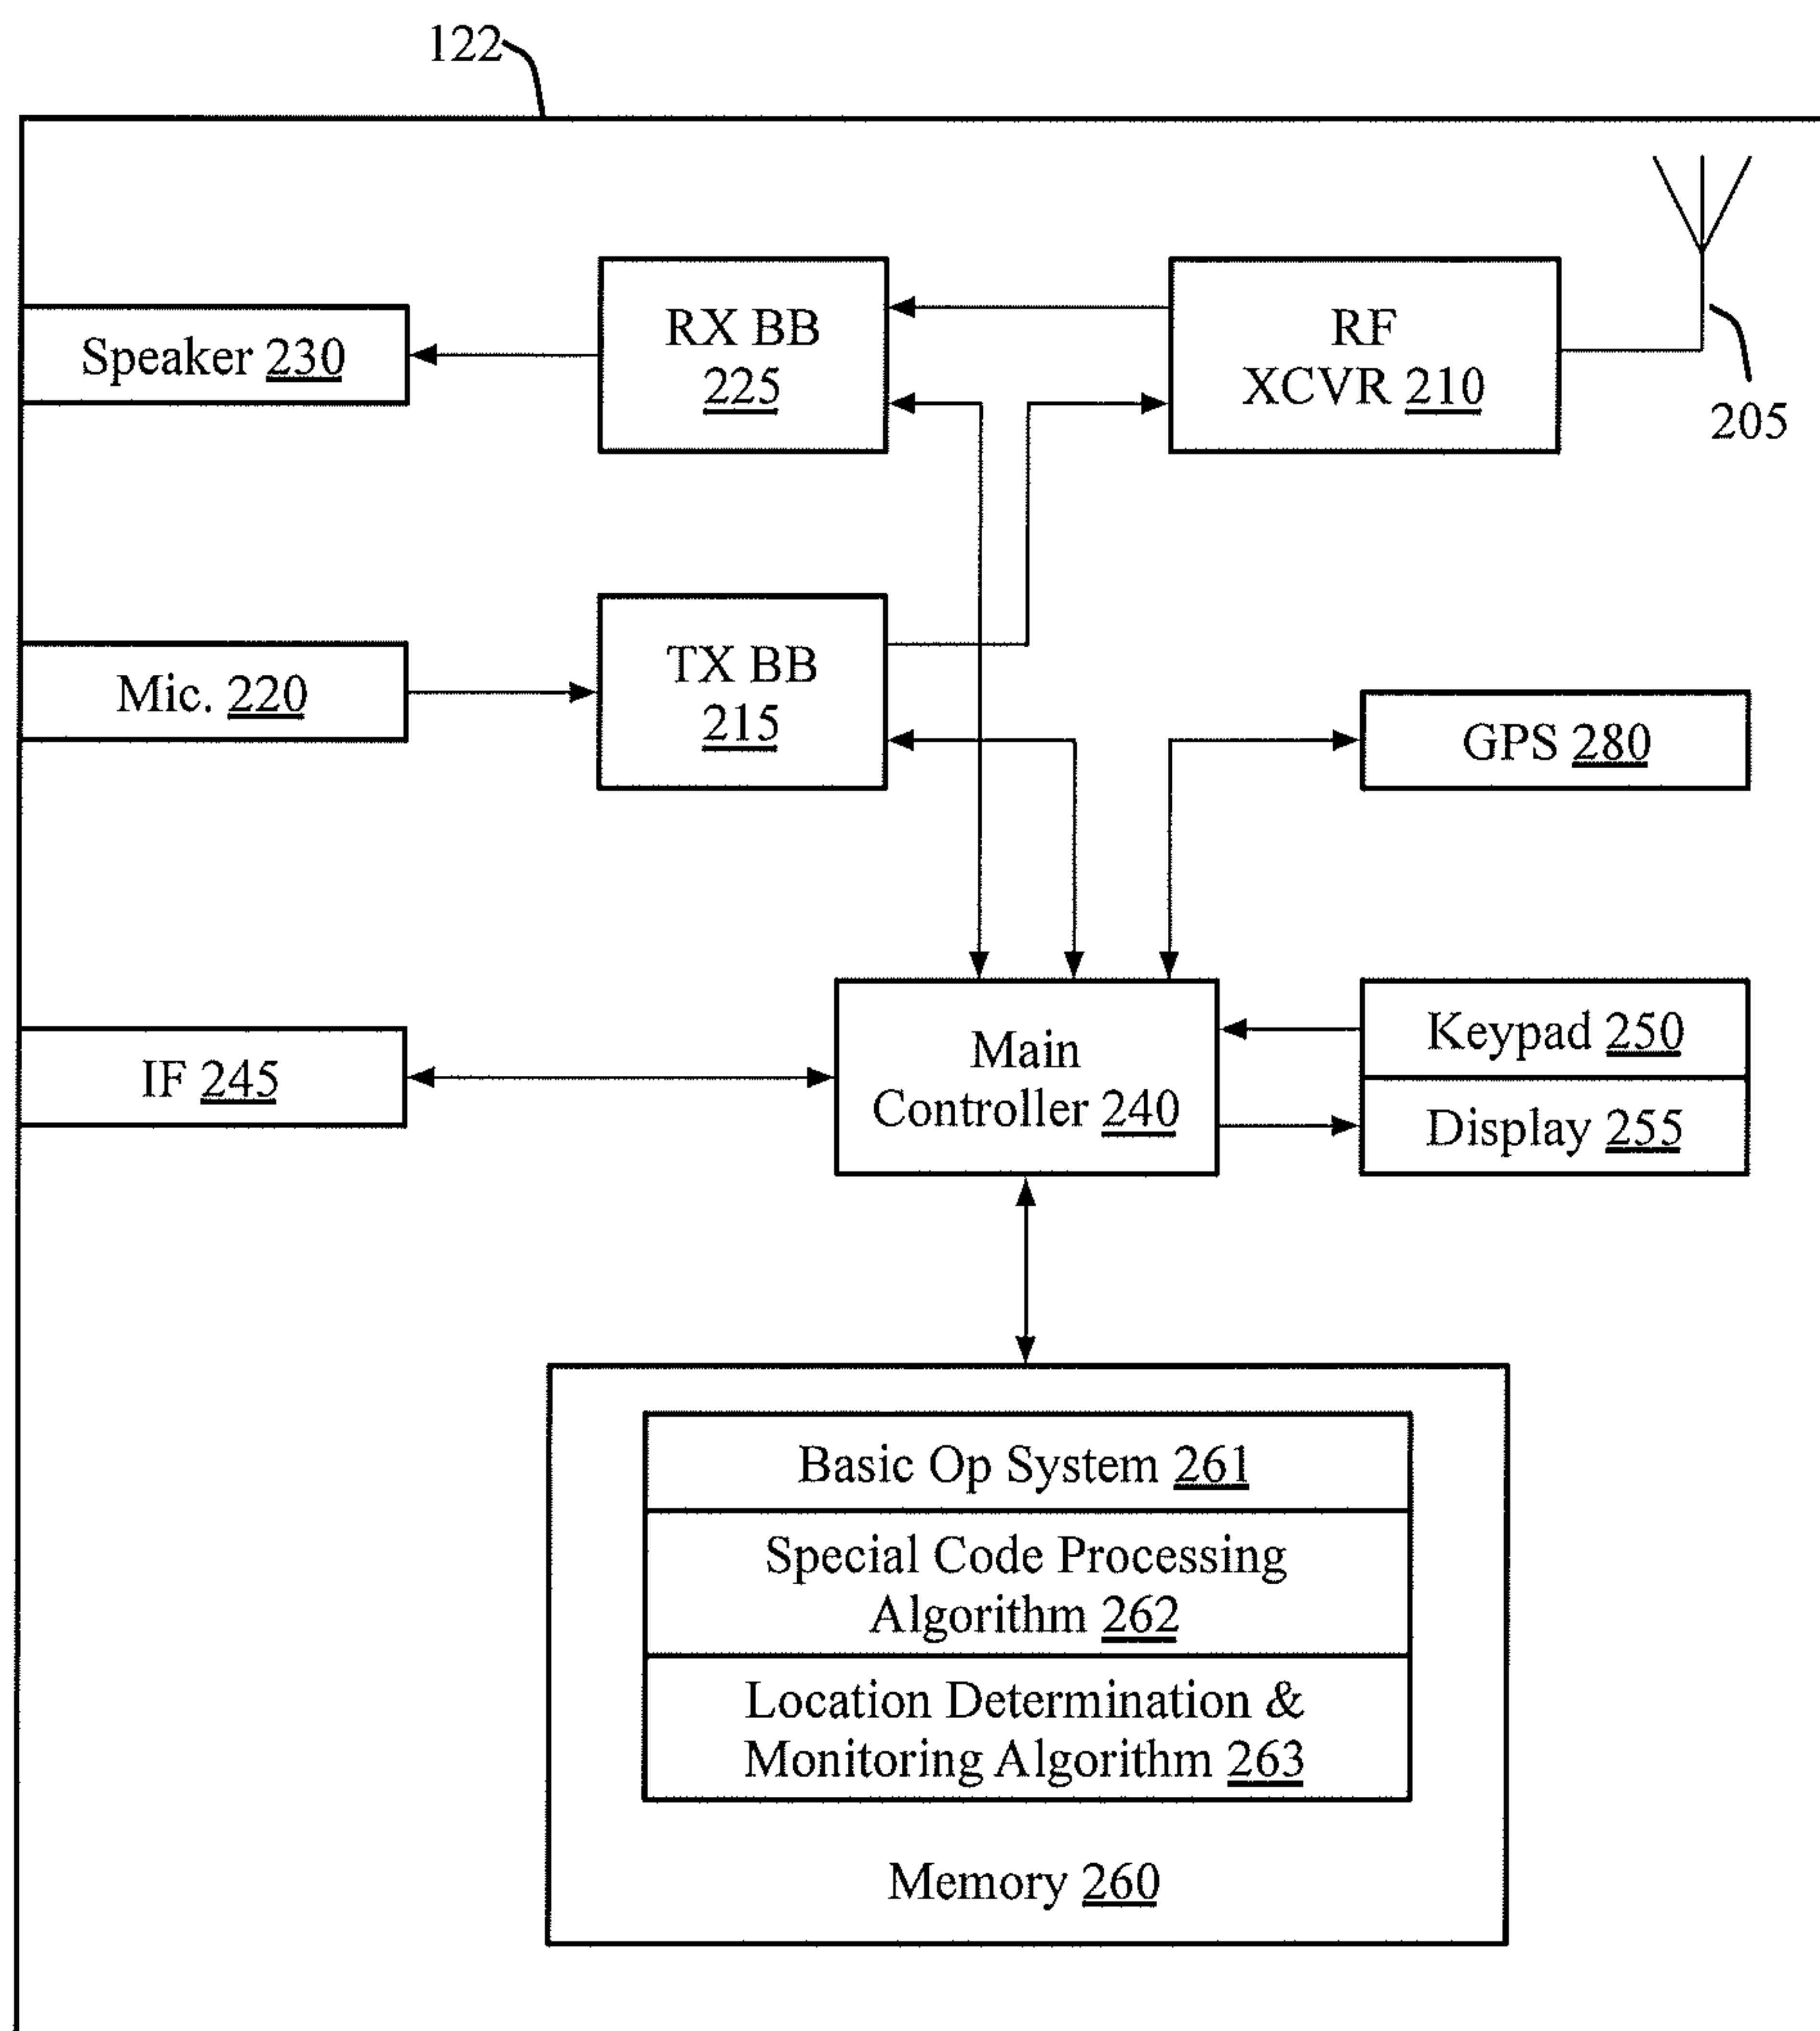 122
205
RX BB
225
RF
XCVR 210
Speaker 230
TX BB
215
Mic. 220
GPS 280
Main
Controller 240
Keypad 250
Display 255
IF 245
Basic Op System 261
Special Code Processing
Algorithm 262
Location Determination &
Monitoring Algorithm 263
Memory 260